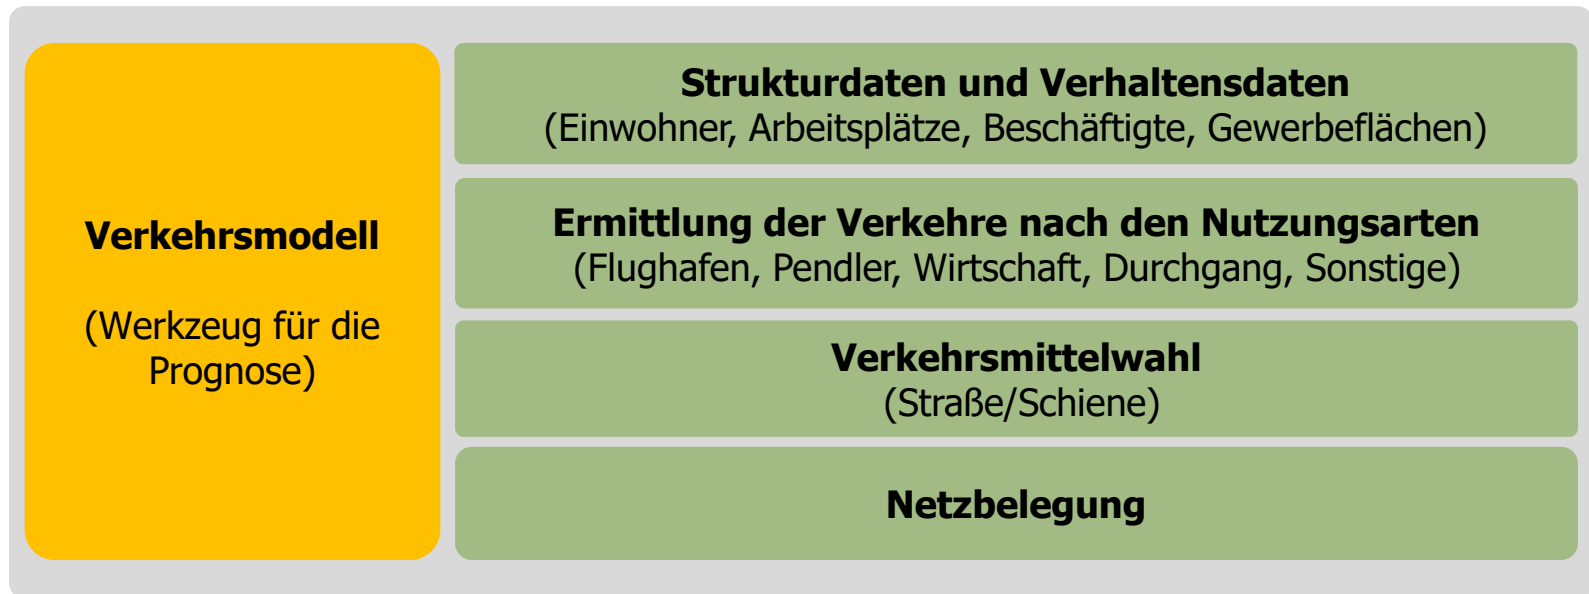 Verkehrsmodell
(Werkzeug für die
Prognose)
Strukturdaten und Verhaltensdaten
(Einwohner, Arbeitsplätze, Beschäftigte, Gewerbeflächen)
Ermittlung der Verkehre nach den Nutzungsarten
(Flughafen, Pendler, Wirtschaft, Durchgang, Sonstige)
Verkehrsmittelwahl
(Straße/Schiene)
Netzbelegung